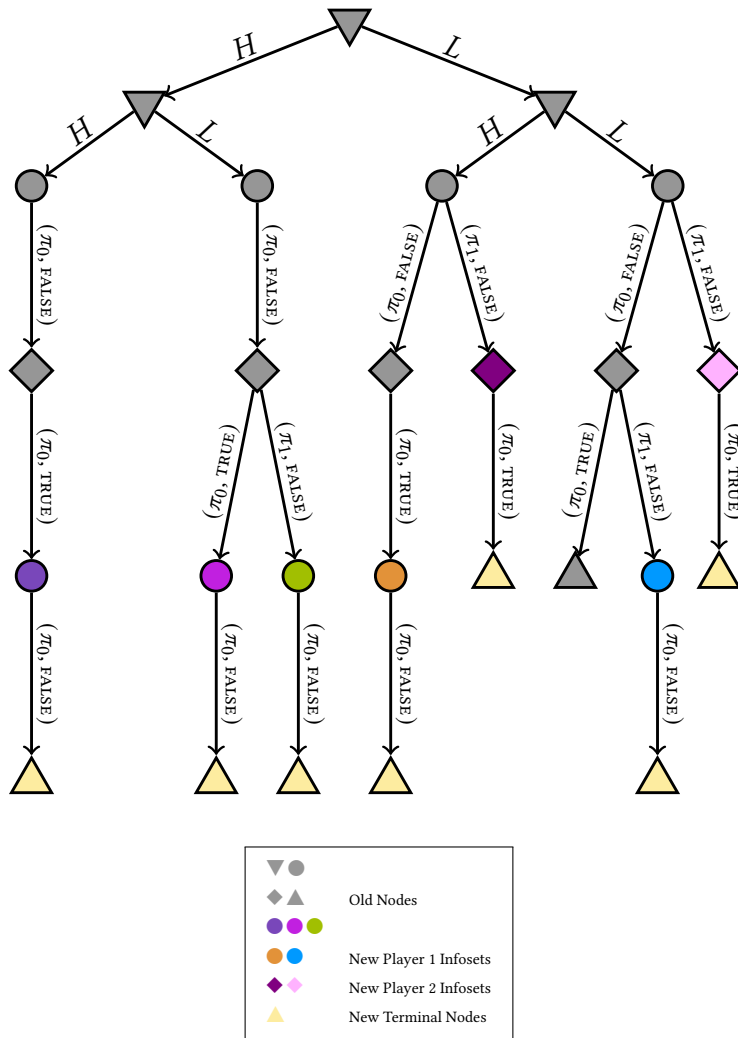 H
L
H
L
H
L
(π₀, FALSE)
(π₀, FALSE)
(π₀, FALSE)
(π₁, FALSE)
(π₀, FALSE)
(π₁, FALSE)
(π₀, TRUE)
(π₀, TRUE)
(π₁, FALSE)
(π₀, TRUE)
(π₀, TRUE)
(π₀, TRUE)
(π₁, FALSE)
(π₀, TRUE)
(π₀, FALSE)
(π₀, FALSE)
(π₀, FALSE)
(π₀, FALSE)
(π₀, FALSE)
Old Nodes
New Player 1 Infosets
New Player 2 Infosets
New Terminal Nodes